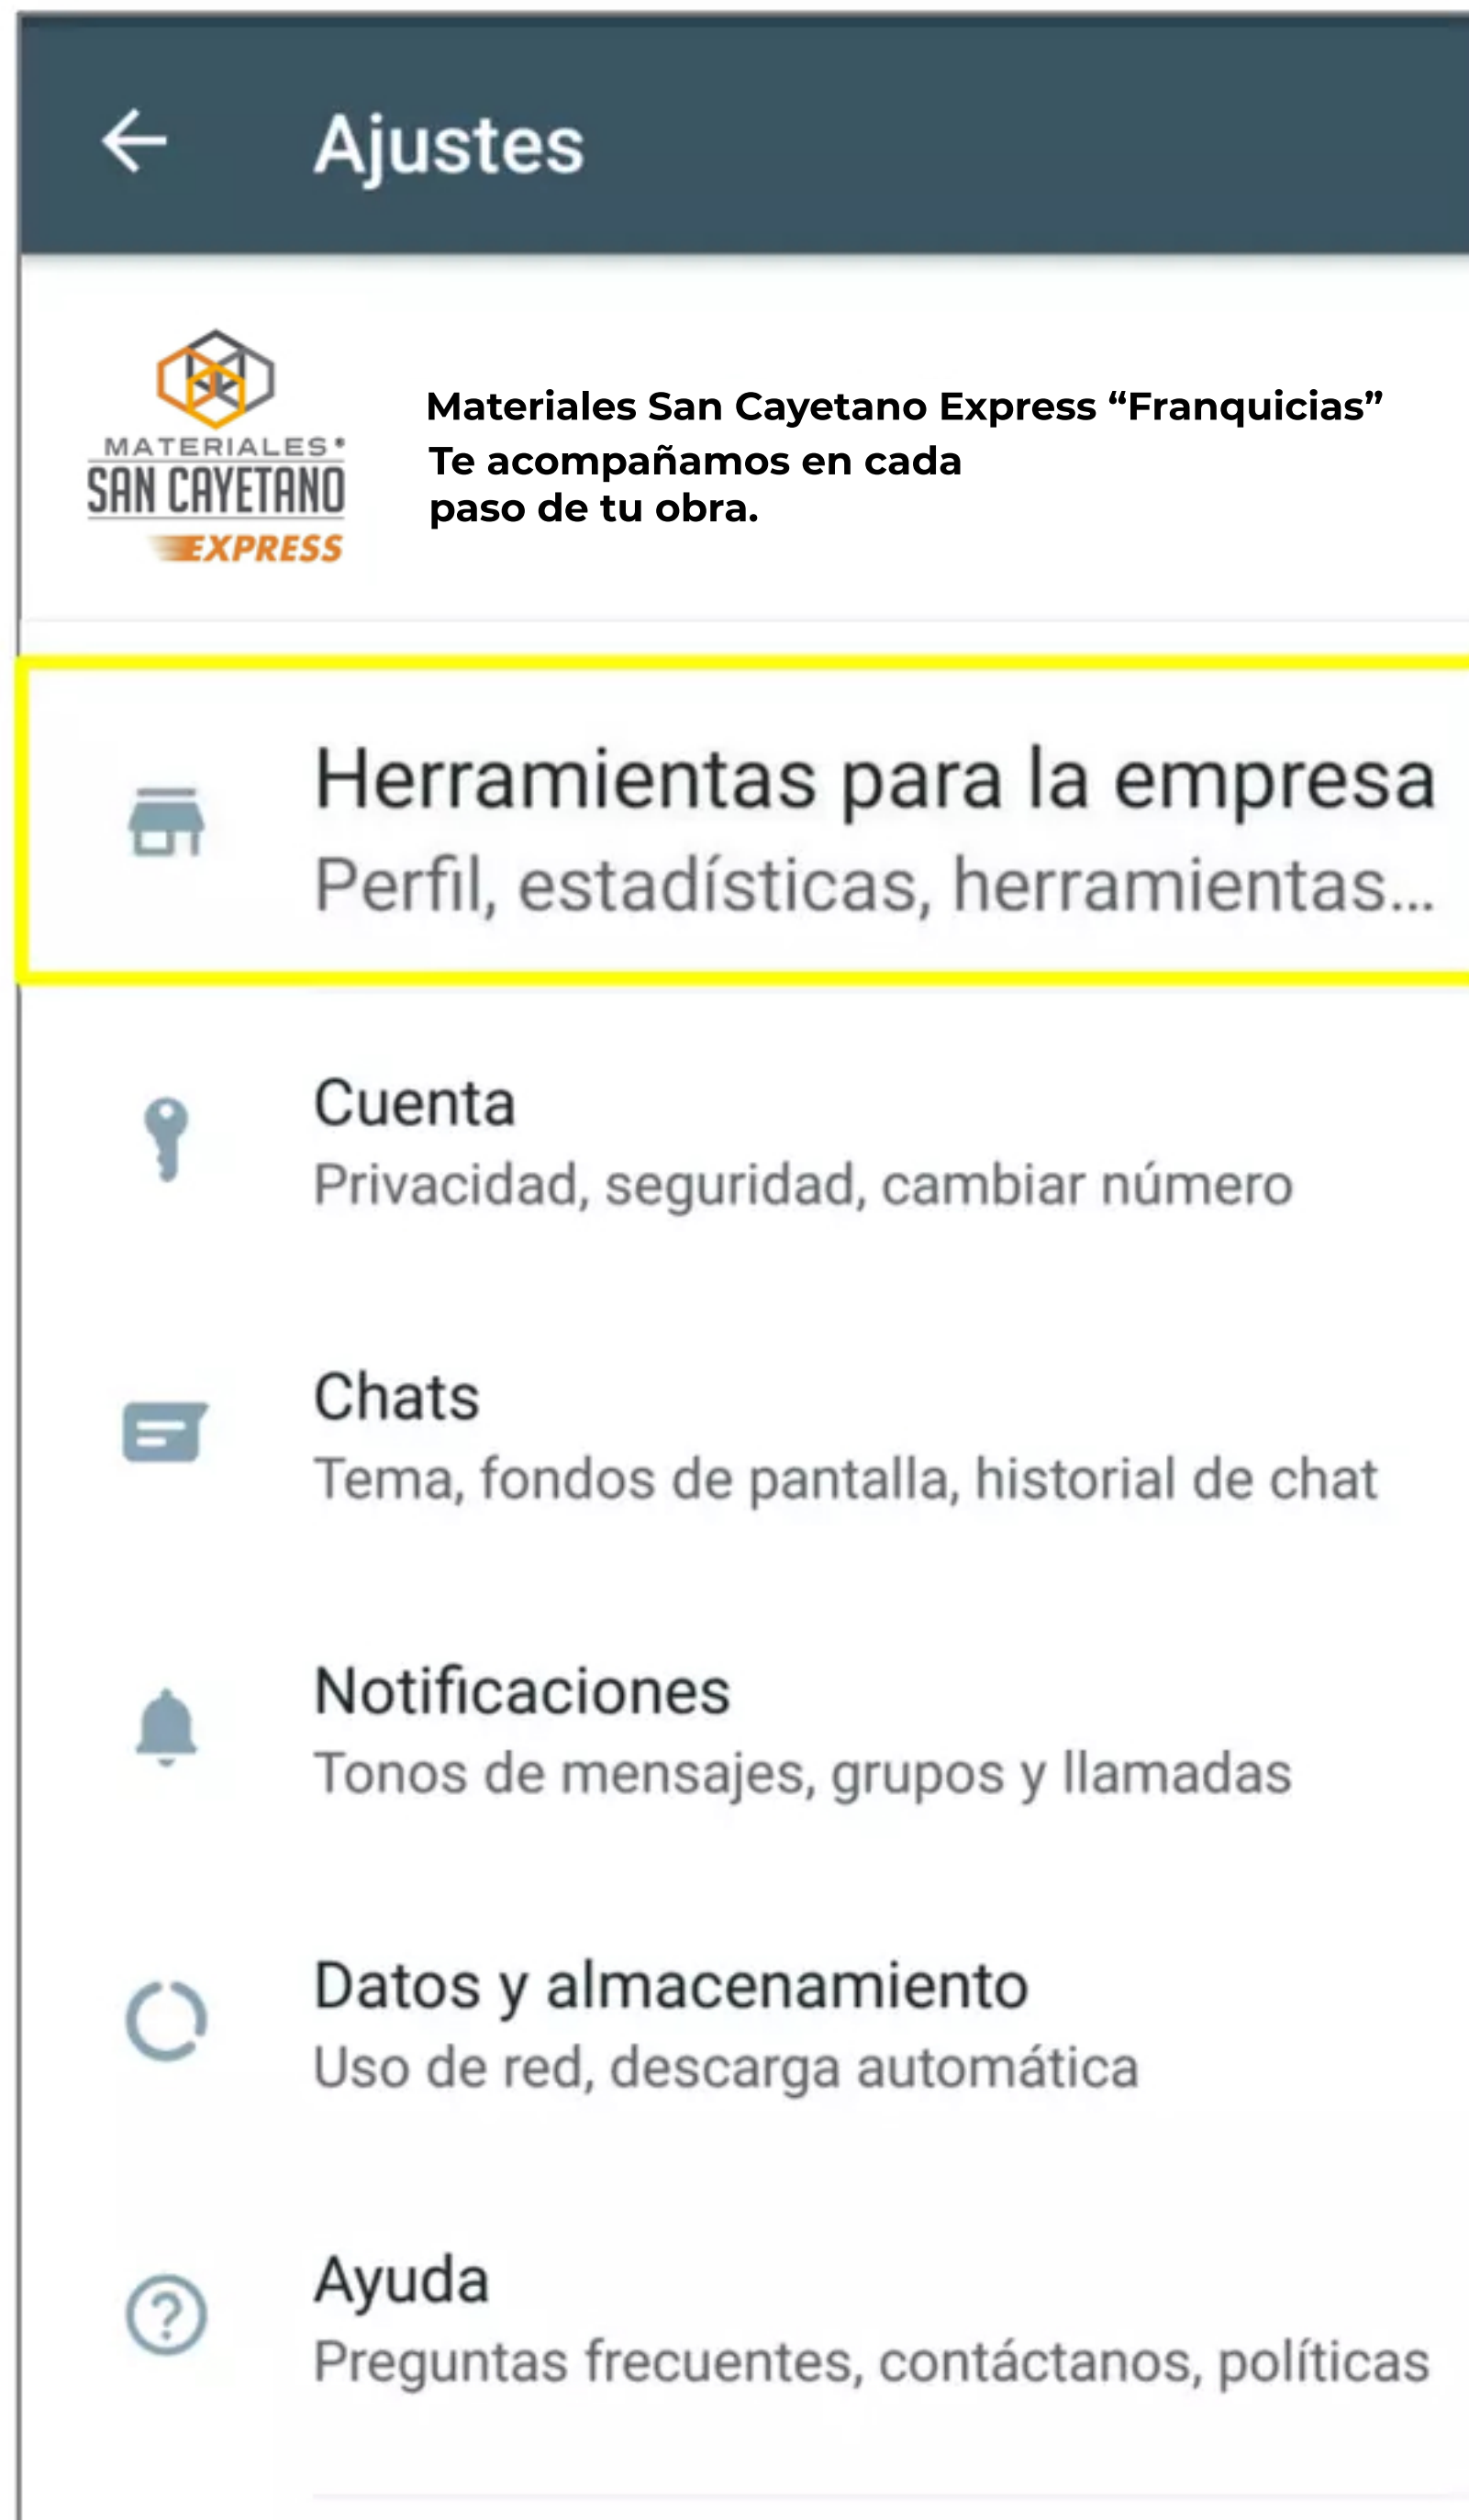 Ajustes
MATERIALES®
SAN CAYETANO
EXPRESS
Materiales San Cayetano Express “Franquicias”
Te acompañamos en cada
paso de tu obra.
Herramientas para la empresa
Perfil, estadísticas, herramientas...
Cuenta
Privacidad, seguridad, cambiar número
Chats
Tema, fondos de pantalla, historial de chat
Notificaciones
Tonos de mensajes, grupos y llamadas
Datos y almacenamiento
Uso de red, descarga automática
Ayuda
Preguntas frecuentes, contáctanos, políticas